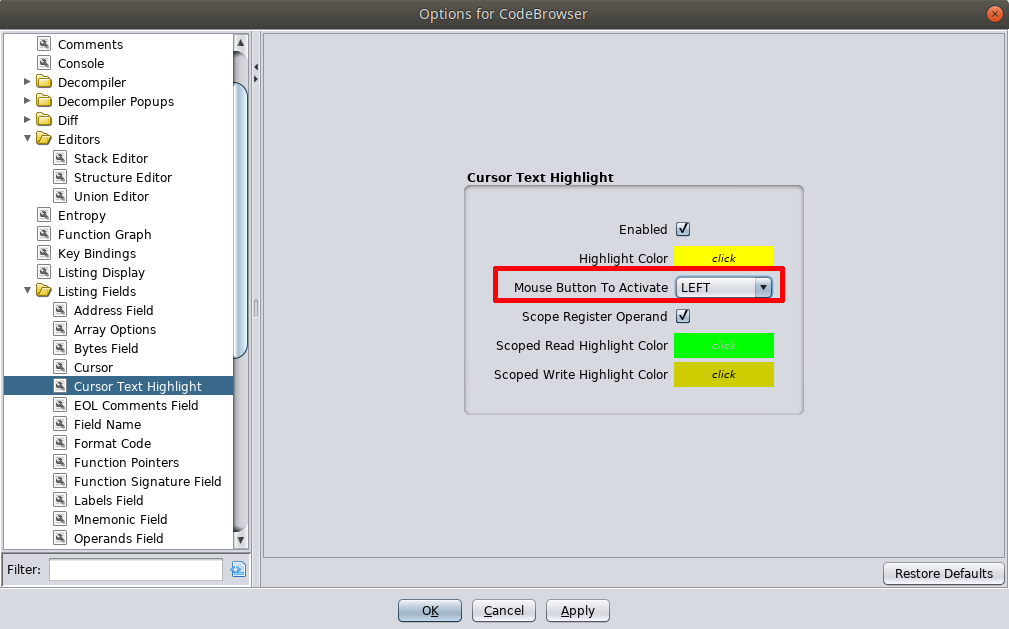 Options for CodeBrowser
Comments
Console
Decompiler
Decompiler Popups
Diff
Editors
Stack Editor
Structure Editor
Union Editor
Entropy
Function Graph
Key Bindings
Listing Display
Listing Fields
Address Field
Array Options
Bytes Field
Cursor
Cursor Text Highlight
EOL Comments Field
Field Name
Format Code
Function Pointers
Function Signature Field
Labels Field
Mnemonic Field
Operands Field
Filter:
Cursor Text Highlight
Enabled
Highlight Color click
Mouse Button To Activate LEFT
Scope Register Operand
Scoped Read Highlight Color click
Scoped Write Highlight Color click
Restore Defaults
OK Cancel Apply